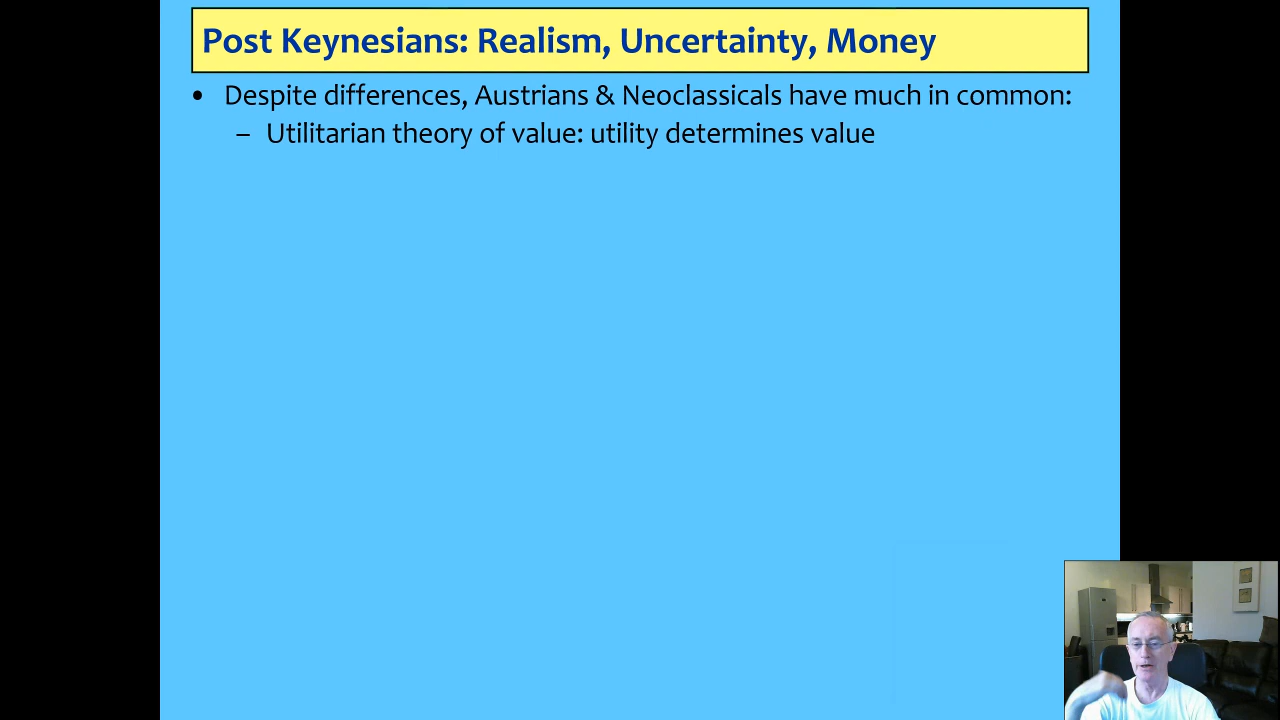 Post Keynesians: Realism, Uncertainty, Money
• Despite differences, Austrians & Neoclassicals have much in common:
– Utilitarian theory of value: utility determines value